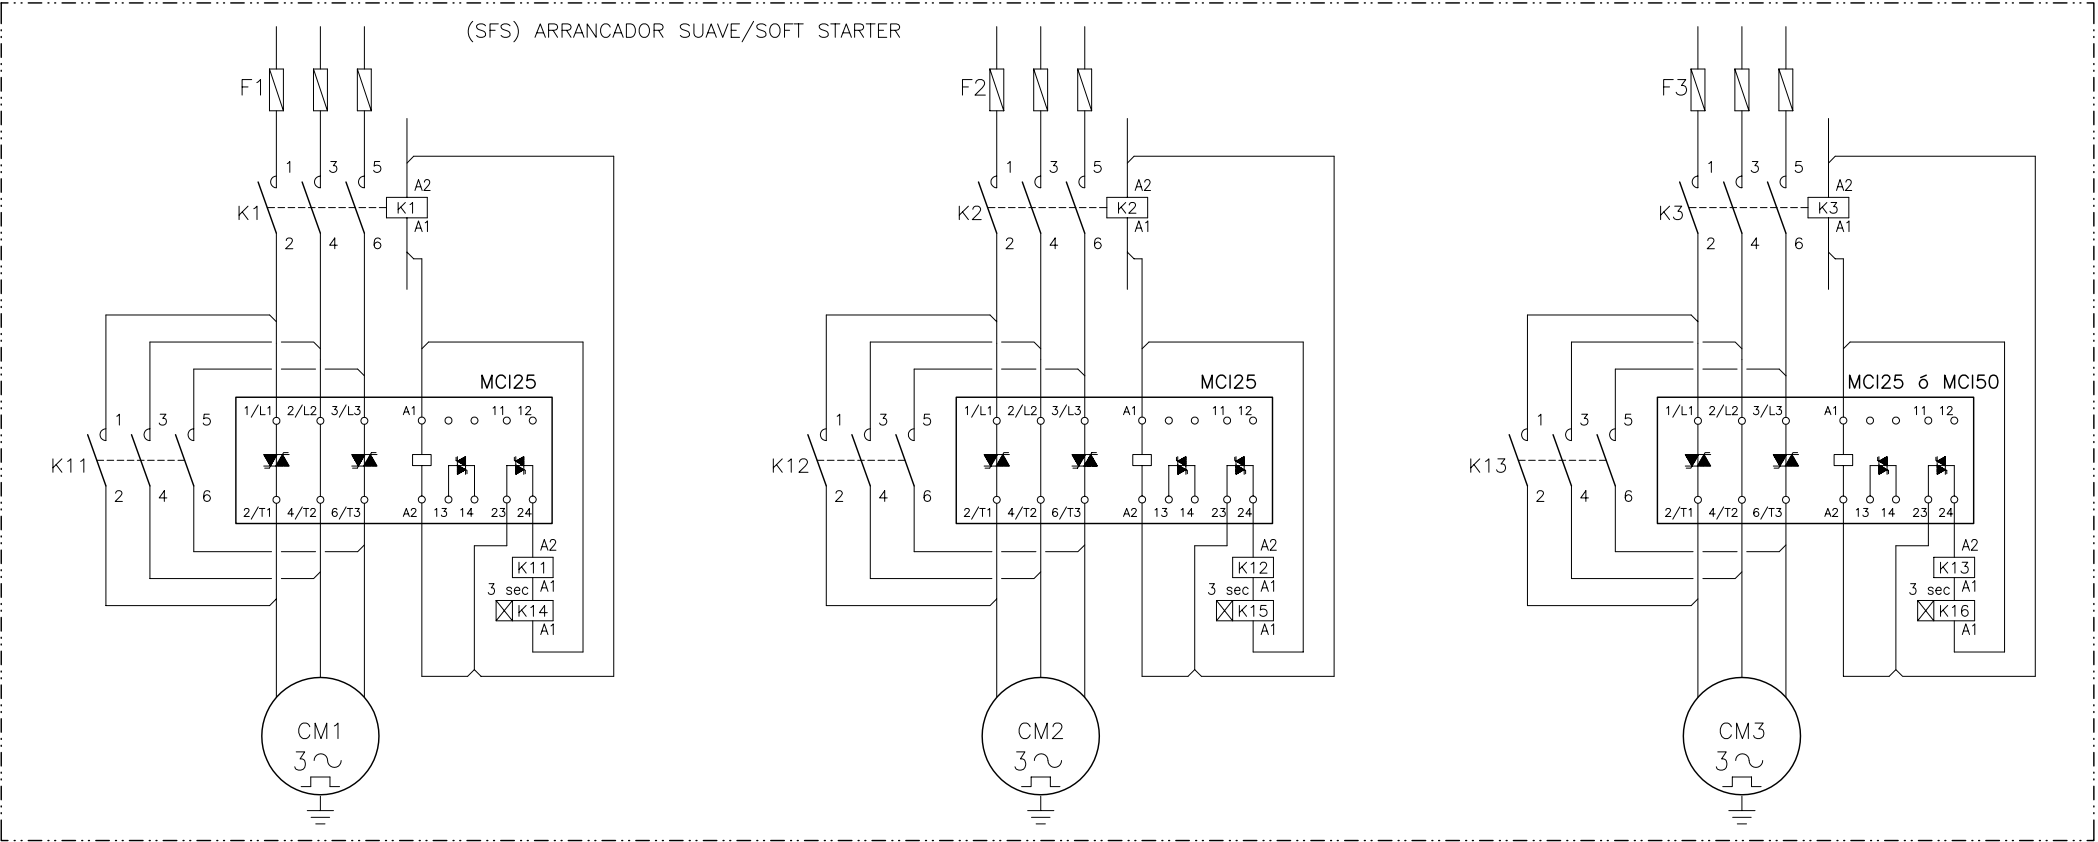 (SFS) ARRANCADOR SUAVE/SOFT STARTER
F1
1 3 5
A2
K1 K1
A1
2 4 6
MCI25
1/L1 2/L2 3/L3 A1 11 12
1 3 5
K11
2 4 6
2/T1 4/T2 6/T3 A2 13 14 23 24
A2
K11
3 sec A1
K14
A1
CM1
3
F2
1 3 5
A2
K2 K2
A1
2 4 6
MCI25
1/L1 2/L2 3/L3 A1 11 12
1 3 5
K12
2 4 6
2/T1 4/T2 6/T3 A2 13 14 23 24
A2
K12
3 sec A1
K15
A1
CM2
3
F3
1 3 5
A2
K3 K3
A1
2 4 6
MCI25 ó MCI50
1/L1 2/L2 3/L3 A1 11 12
1 3 5
K13
2 4 6
2/T1 4/T2 6/T3 A2 13 14 23 24
A2
K13
3 sec A1
K16
A1
CM3
3